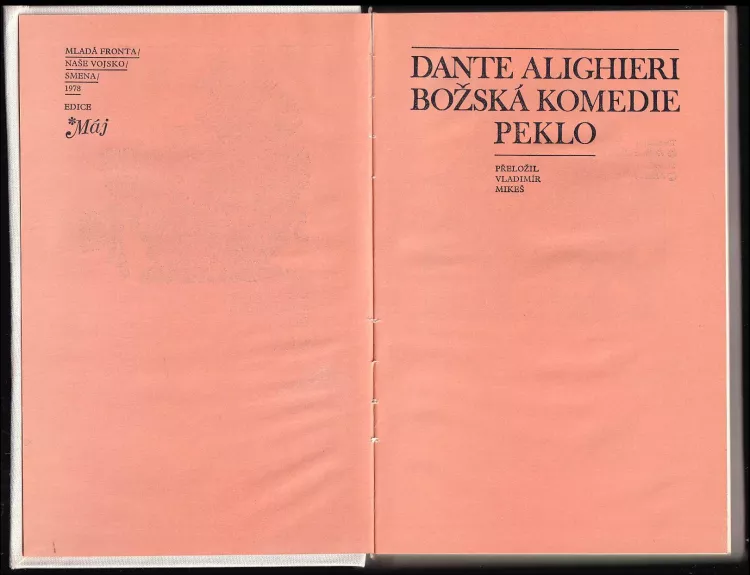 MLADÁ FRONTA/
NAŠE VOJSKO/
SMENA/
1978
EDICE
*Máj
DANTE ALIGHIERI
BOŽSKÁ KOMEDIE
PEKLO
PŘELOŽIL
VLADIMÍR
MIKEŠ